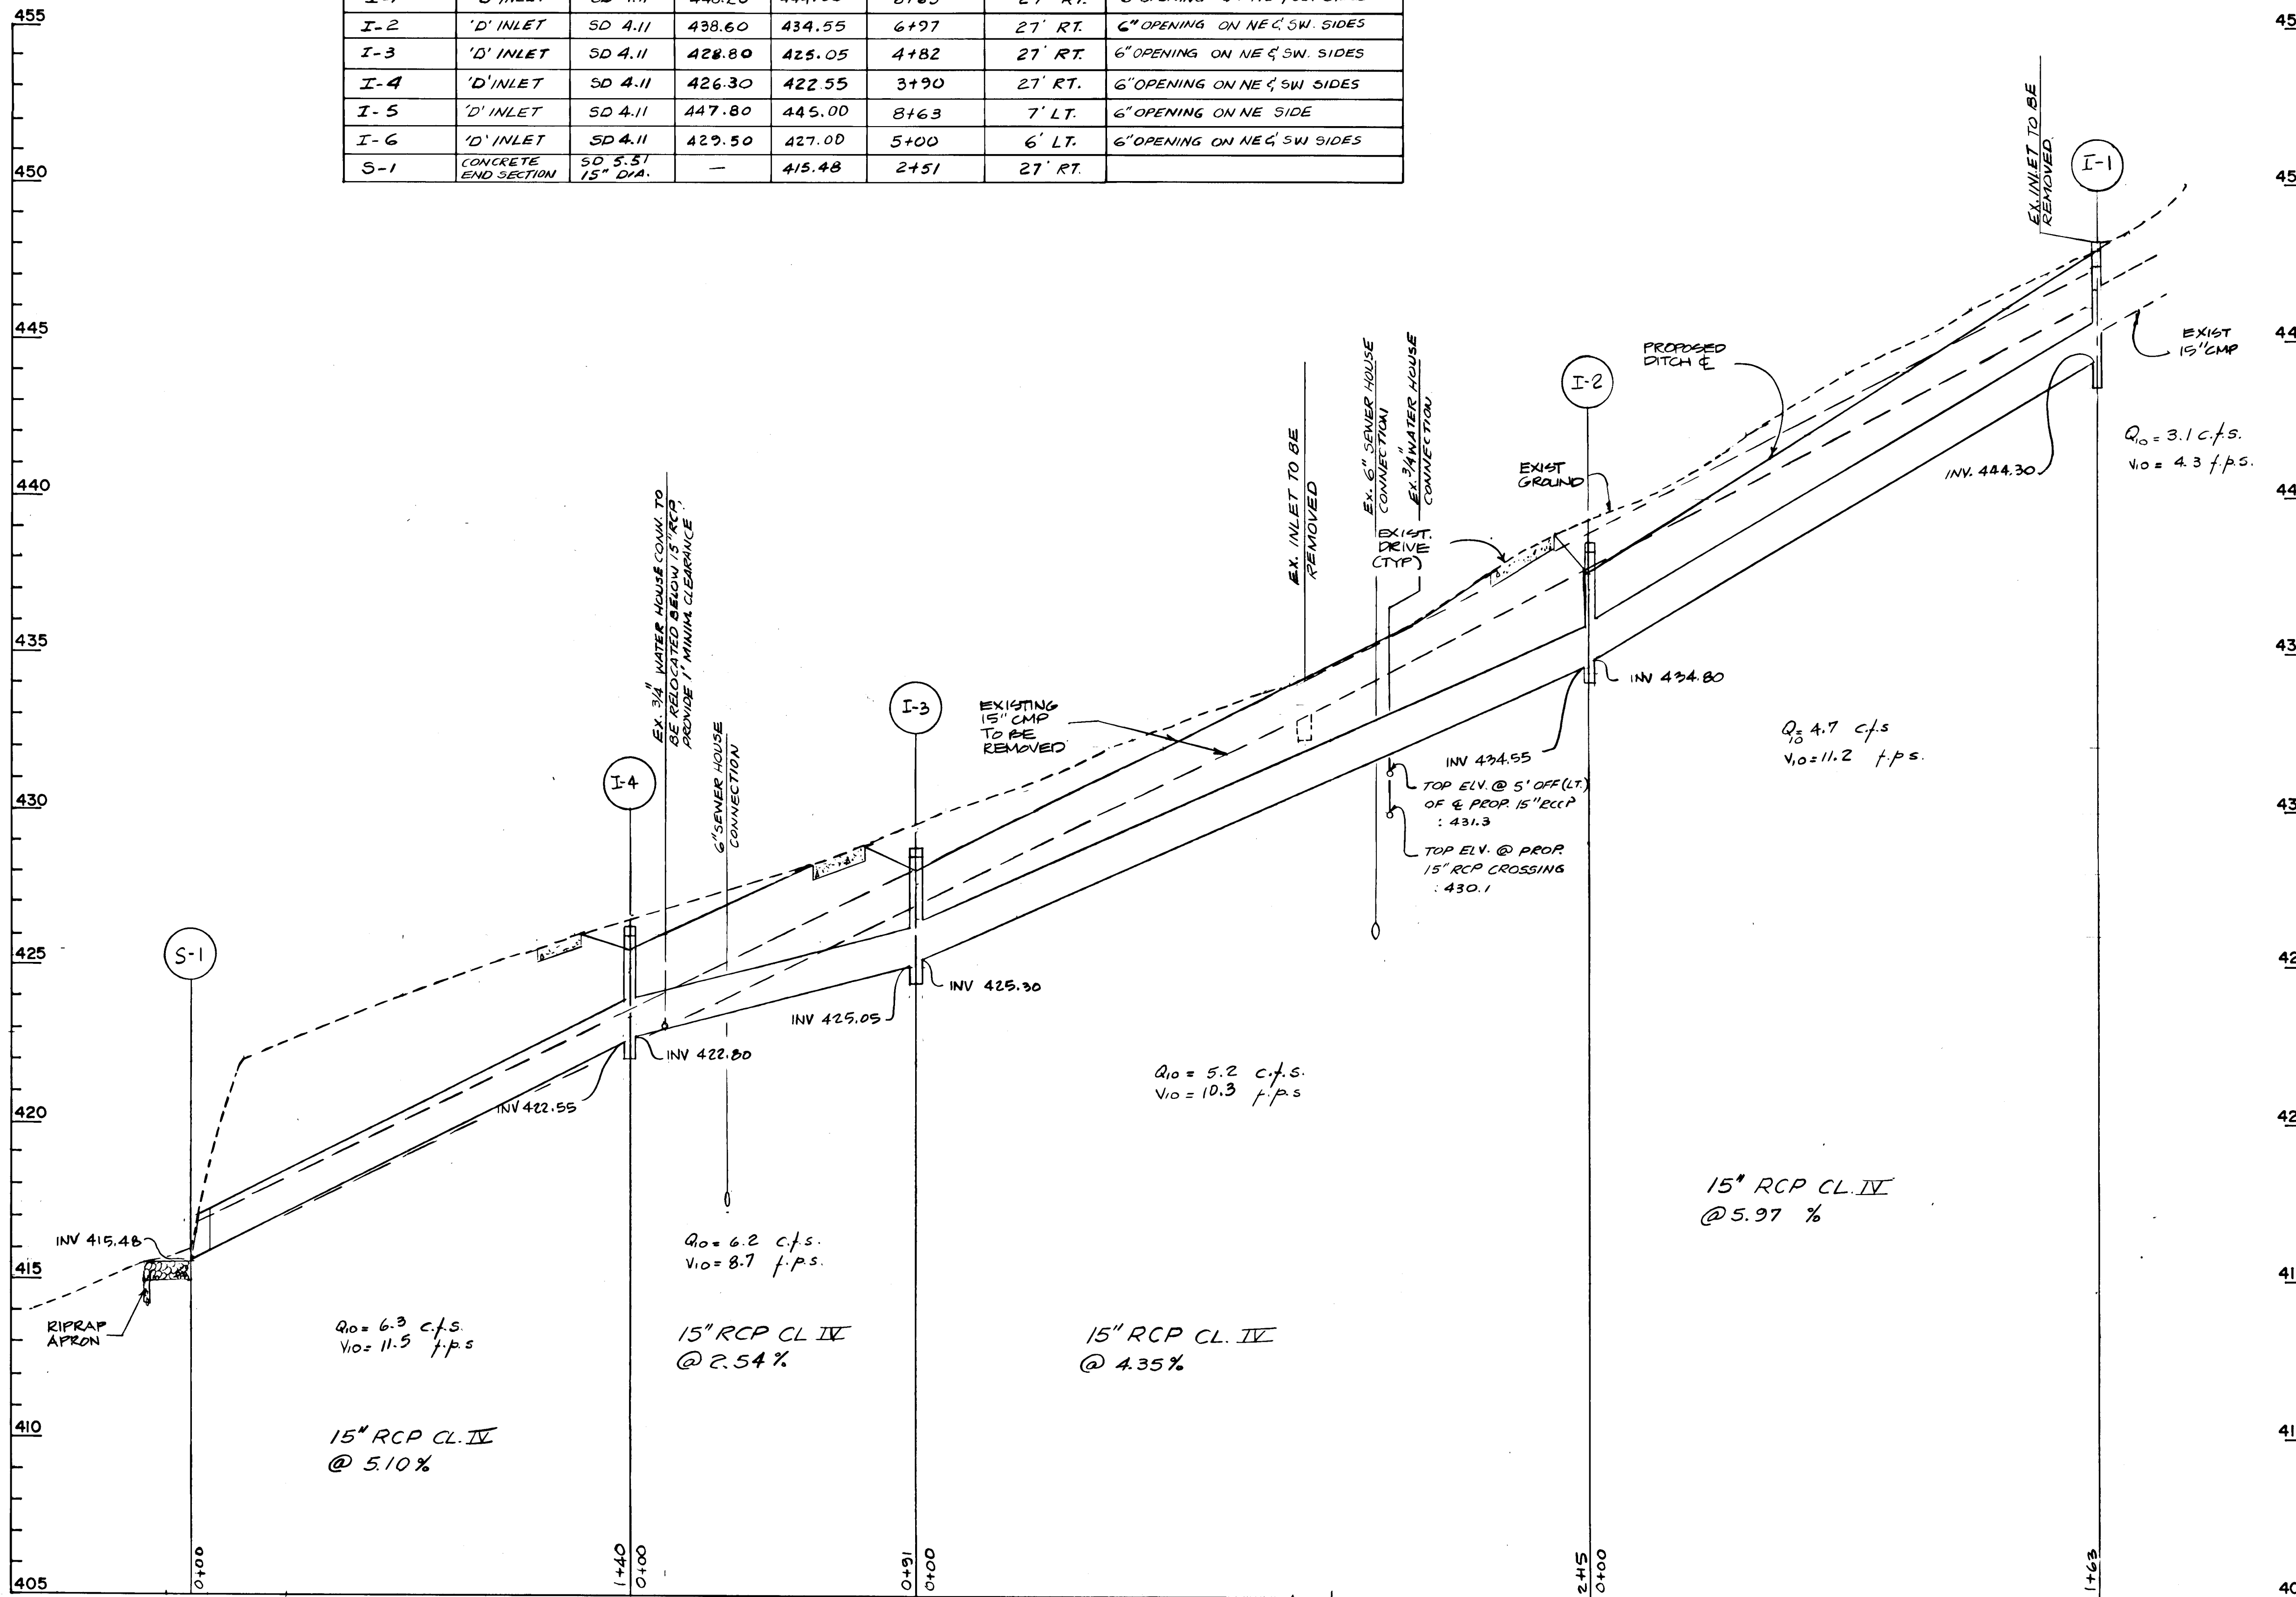 I-2 'D' INLET SD 4.11 438.60 434.55 6+97 27' RT. 6" OPENING ON NE & SW. SIDES
I-3 'D' INLET SD 4.11 428.80 425.05 4+82 27' RT. 6" OPENING ON NE & SW. SIDES
I-4 'D' INLET SD 4.11 426.30 422.55 3+90 27' RT. 6" OPENING ON NE & SW SIDES
I-5 'D' INLET SD 4.11 447.80 445.00 8+63 7' LT. 6" OPENING ON NE SIDE
I-6 'D' INLET SD 4.11 429.50 427.00 5+00 6' LT. 6" OPENING ON NE & SW SIDES
S-1 CONCRETE END SECTION SD 5.51 15" DIA. — 415.48 2+51 27' RT.
455
450
445
440
435
430
425
420
415
410
405
EX. INLET TO BE
REMOVED.
I-1
EXIST
15" CMP
Q10 = 3.1 c.f.s.
V10 = 4.3 f.p.s.
INV. 444.30
PROPOSED
DITCH ℄
I-2
EXIST
GROUND
EX. 6" SEWER HOUSE
CONNECTION
EX. 3/4" WATER HOUSE
CONNECTION
EXIST.
DRIVE
(TYP)
EX. INLET TO BE
REMOVED
INV 434.80
INV 434.55
Q10 = 4.7 c.f.s
V10 = 11.2 f.p.s.
TOP ELV. @ 5' OFF (LT.)
OF ℄ PROP. 15" RCCP
: 431.3
TOP ELV. @ PROP.
15" RCP CROSSING
: 430.1
EXISTING
15" CMP
TO BE
REMOVED
I-3
EX. 3/4" WATER HOUSE CONN. TO
BE RELOCATED BELOW 15" RCP.
PROVIDE 1' MINIM. CLEARANCE.
6" SEWER HOUSE
CONNECTION
I-4
S-1
INV 425.30
INV 425.05
INV 422.80
INV 422.55
INV 415.48
RIPRAP
APRON
Q10 = 5.2 c.f.s.
V10 = 10.3 f.p.s
Q10 = 6.2 c.f.s.
V10 = 8.7 f.p.s.
Q10 = 6.3 c.f.s.
V10 = 11.5 f.p.s
15" RCP CL. IV
@ 5.97 %
15" RCP CL. IV
@ 4.35%
15" RCP CL IV
@ 2.54%
15" RCP CL. IV
@ 5.10%
0+00
1+40
0+00
0+91
0+00
2+15
0+00
1+63